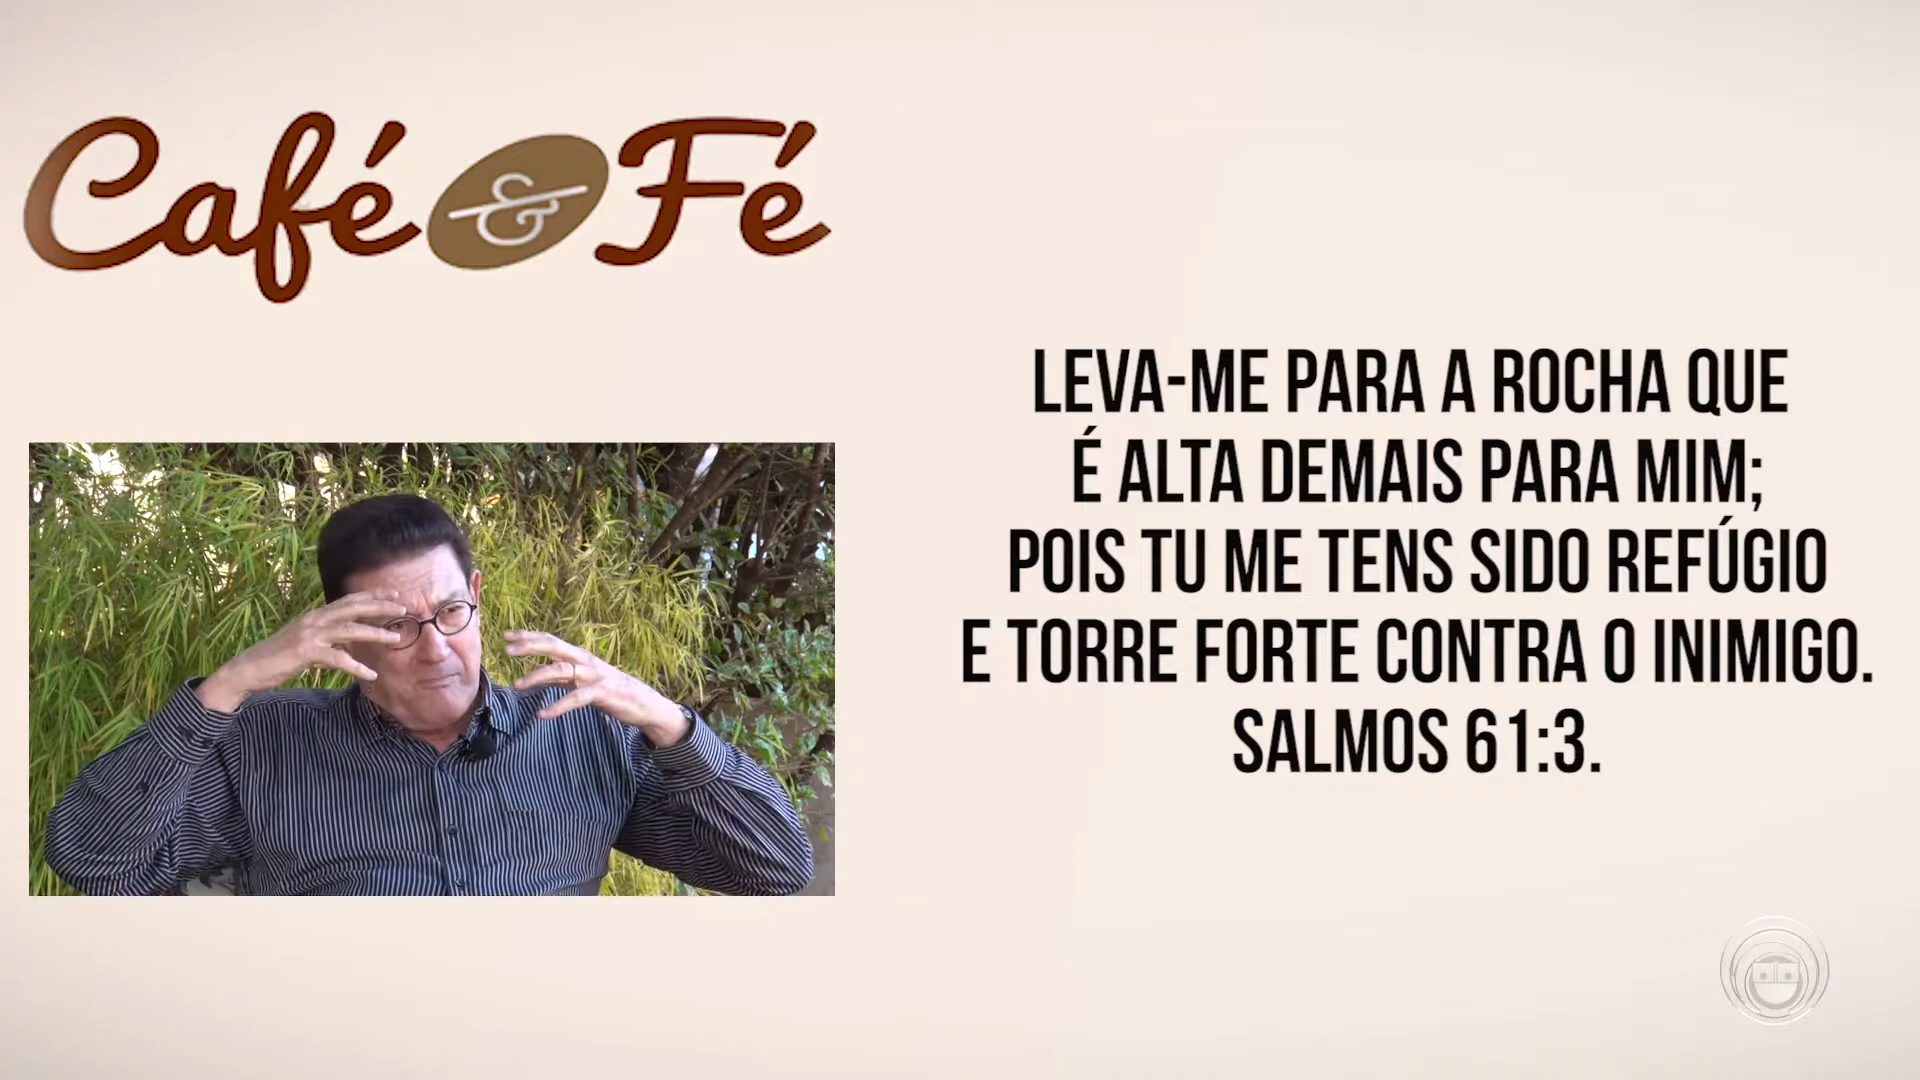 Café & Fé
LEVA-ME PARA A ROCHA QUE
É ALTA DEMAIS PARA MIM;
POIS TU ME TENS SIDO REFÚGIO
E TORRE FORTE CONTRA O INIMIGO.
SALMOS 61:3.